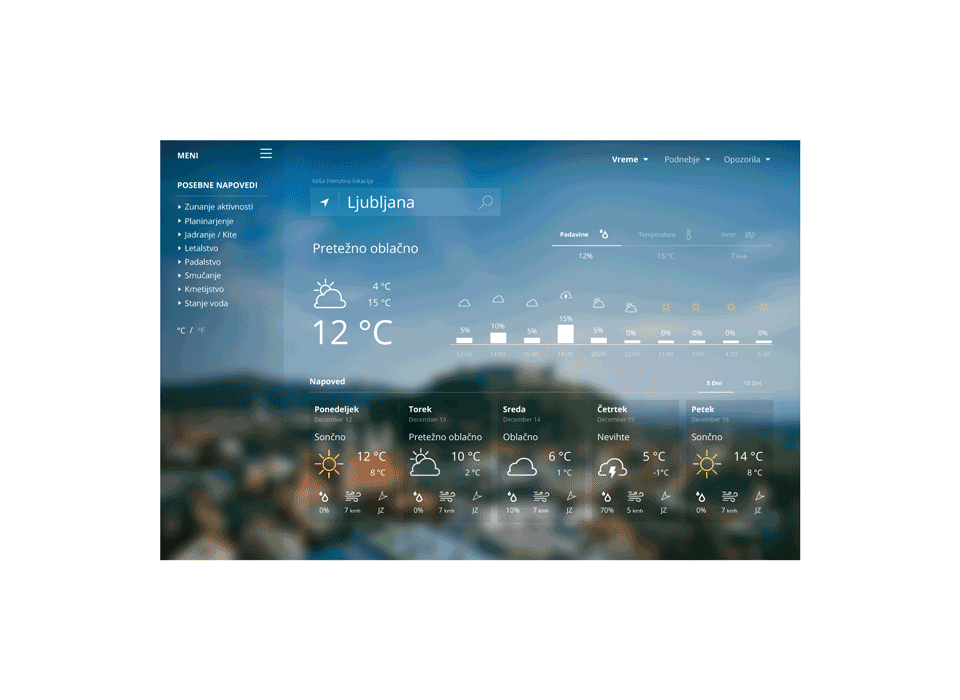 MENI
Vreme Podnebje Opozorila
POSEBNE NAPOVEDI
Zunanje aktivnosti
Planinarjenje
Jadranje / Kite
Letalstvo
Padalstvo
Smučanje
Kmetijstvo
Stanje voda
°C / °F
Vaša trenutna lokacija
Ljubljana
Pretežno oblačno
4 °C
15 °C
12 °C
Padavine Temperatura Veter
12% 15 °C 7 kmh
5% 10% 5% 15% 5% 0% 0% 0% 0% 0%
12:00 14:00 16:00 18:00 20:00 22:00 24:00 2:00 4:00 6:00
Napoved
5 Dni 10 Dni
Ponedeljek
December 12
Sončno
12 °C
8 °C
0% 7 kmh JZ
Torek
December 13
Pretežno oblačno
10 °C
2 °C
0% 7 kmh JZ
Sreda
December 14
Oblačno
6 °C
1 °C
10% 7 kmh JZ
Četrtek
December 15
Nevihte
5 °C
-1°C
70% 5 kmh JZ
Petek
December 16
Sončno
14 °C
8 °C
0% 7 kmh JZ